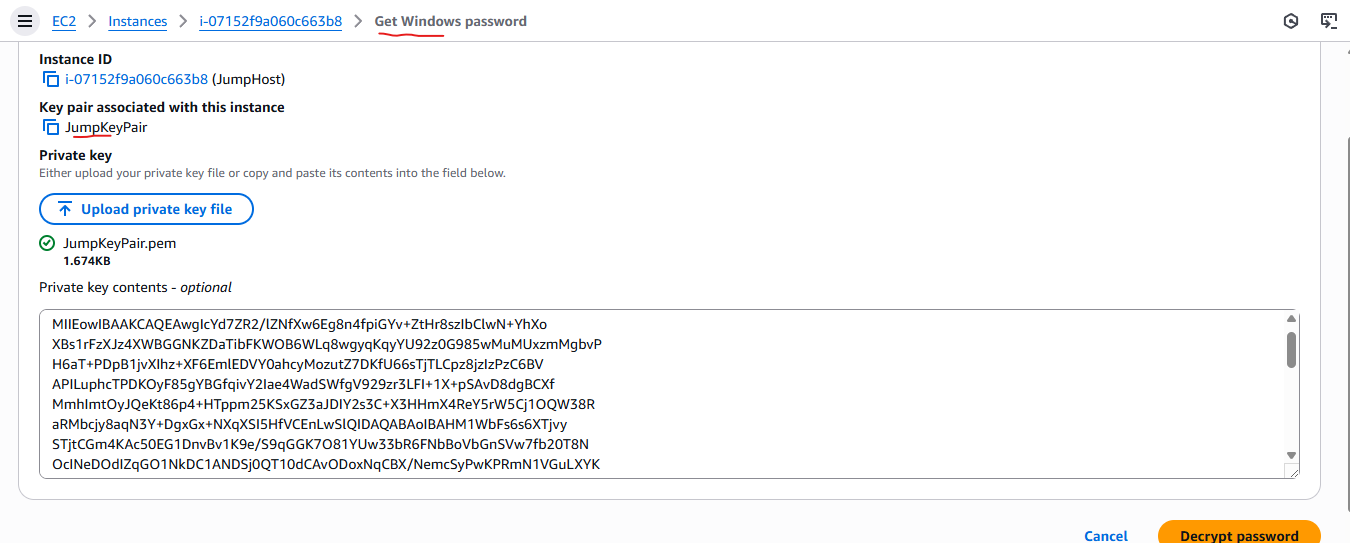 EC2 > Instances > i-07152f9a060c663b8 > Get Windows password
Instance ID
i-07152f9a060c663b8 (JumpHost)
Key pair associated with this instance
JumpKeyPair
Private key
Either upload your private key file or copy and paste its contents into the field below.
Upload private key file
JumpKeyPair.pem
1.674KB
Private key contents - optional
MIIEowIBAAKCAQEAwgIcYd7ZR2/lZNfXw6Eg8n4fpiGYv+ZtHr8szIbClwN+YhXo
XBs1rFzXJz4XWBGGNKZDaTibFKWOB6WLq8wgyqKqyYU92z0G985wMuMUxzmMgbvP
H6aT+PDpB1jvXIhz+XF6EmlEDVY0ahcyMozutZ7DKfU66sTjTLCpz8jzIzPzC6BV
APILuphcTPDKOyF85gYBGfqivY2Iae4WadSWfgV929zr3LFI+1X+pSAvD8dgBCXf
MmhImtOyJQeKt86p4+HTppm25KSxGZ3aJDIY2s3C+X3HHmX4ReY5rW5Cj1OQW38R
aRMbcjy8aqN3Y+DgxGx+NXqXSI5HfVCEnLwSlQIDAQABAoIBAHM1WbFs6s6XTjvy
STjtCGm4KAc50EG1DnvBv1K9e/S9qGGK7O81YUw33bR6FNbBoVbGnSVw7fb20T8N
OcINeDOdIZqGO1NkDC1ANDSj0QT10dCAvODoxNqCBX/NemcSyPwKPRmN1VGuLXYK
Cancel
Decrypt password